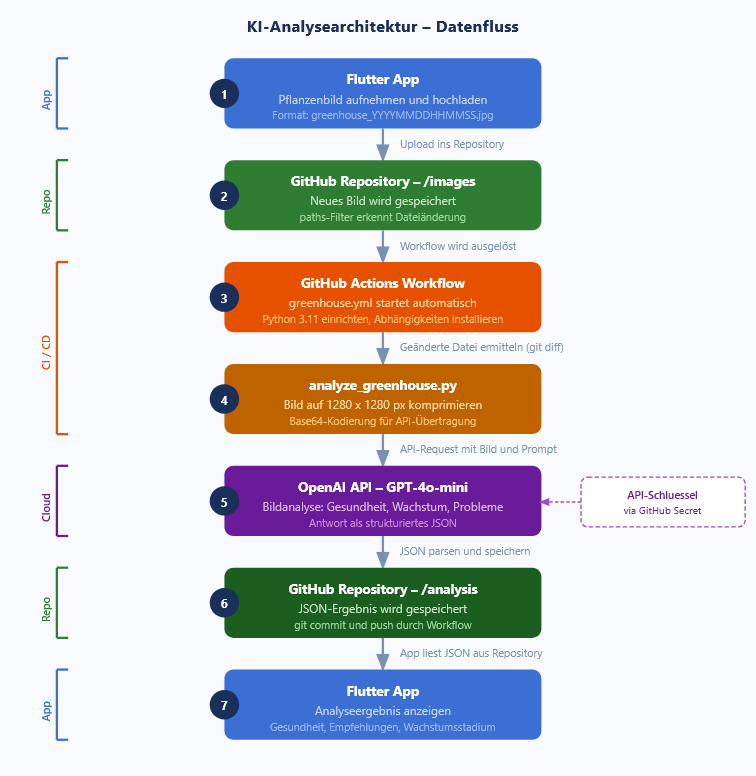 KI-Analysearchitektur – Datenfluss
App
1
Flutter App
Pflanzenbild aufnehmen und hochladen
Format: greenhouse_YYYYMMDDHHMMSS.jpg
Upload ins Repository
Repo
2
GitHub Repository – /images
Neues Bild wird gespeichert
paths-Filter erkennt Dateiänderung
Workflow wird ausgelöst
CI / CD
3
GitHub Actions Workflow
greenhouse.yml startet automatisch
Python 3.11 einrichten, Abhängigkeiten installieren
Geänderte Datei ermitteln (git diff)
4
analyze_greenhouse.py
Bild auf 1280 x 1280 px komprimieren
Base64-Kodierung für API-Übertragung
API-Request mit Bild und Prompt
Cloud
5
OpenAI API – GPT-4o-mini
Bildanalyse: Gesundheit, Wachstum, Probleme
Antwort als strukturiertes JSON
API-Schluessel
via GitHub Secret
JSON parsen und speichern
Repo
6
GitHub Repository – /analysis
JSON-Ergebnis wird gespeichert
git commit und push durch Workflow
App liest JSON aus Repository
App
7
Flutter App
Analyseergebnis anzeigen
Gesundheit, Empfehlungen, Wachstumsstadium